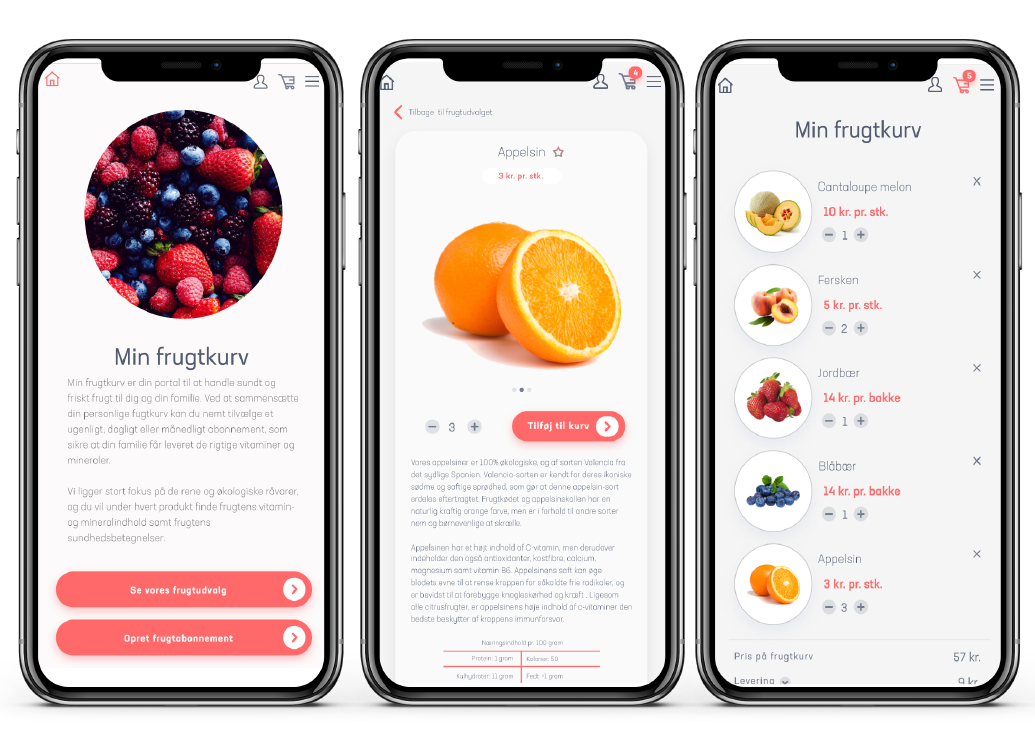 Min frugtkurv
Min frugtkurv er din portal til at handle sundt og
friskt frugt til dig og din familie. Ved at sammensætte
din personlige fugtkurv kan du nemt tilvælge et
ugenligt, dagligt eller månedligt abonnement, som
sikre at din familie får leveret de rigtige vitaminer og
mineraler.
Vi ligger stort fokus på de rene og økologiske råvarer,
og du vil under hvert produkt finde frugtens vitamin-
og mineralindhold samt frugtens
sundhedsbetegnelser.
Se vores frugtudvalg
Opret frugtabonnement
4
Tilbage til frugtudvalget
Appelsin
3 kr. pr. stk.
3
Tilføj til kurv
Vores appelsiner er 100% økologiske, og af sorten Valencia fra
det sydlige Spanien. Valencia-sorten er kendt for deres ikoniske
sødme og saftige sprødhed, som gør at denne appelsin-sort
erdeles eftertragtet. Frugtkødet og appelsinskallen har en
naturlig kraftig orange farve, men er i forhold til andre sorter
nem og børnevenlige at skrælle.
Appelsinen har et højt indhold af C-vitamin, men derudover
indeholder den også antioxidanter, kostfibre, calcium,
magnesium samt vitamin B6. Appelsinens saft kan øge
blodets evne til at rense kroppen for såkaldte frie radikaler, og
er bevidst til at forebygge knogleskørhed og kræft . Ligesom
alle citrusfrugter, er appelsinens høje indhold af c-vitaminer den
bedste beskytter af kroppens immunforsvar.
Næringsindhold pr. 100 gram
Protein: 1 gram
Kalorier: 50
Kulhydrater: 11 gram
Fedt: <1 gram
5
Min frugtkurv
Cantaloupe melon
10 kr. pr. stk.
1
Fersken
5 kr. pr. stk.
2
Jordbær
14 kr. pr. bakke
1
Blåbær
14 kr. pr. bakke
1
Appelsin
3 kr. pr. stk.
3
Pris på frugtkurv
57 kr.
Levering
9 kr.